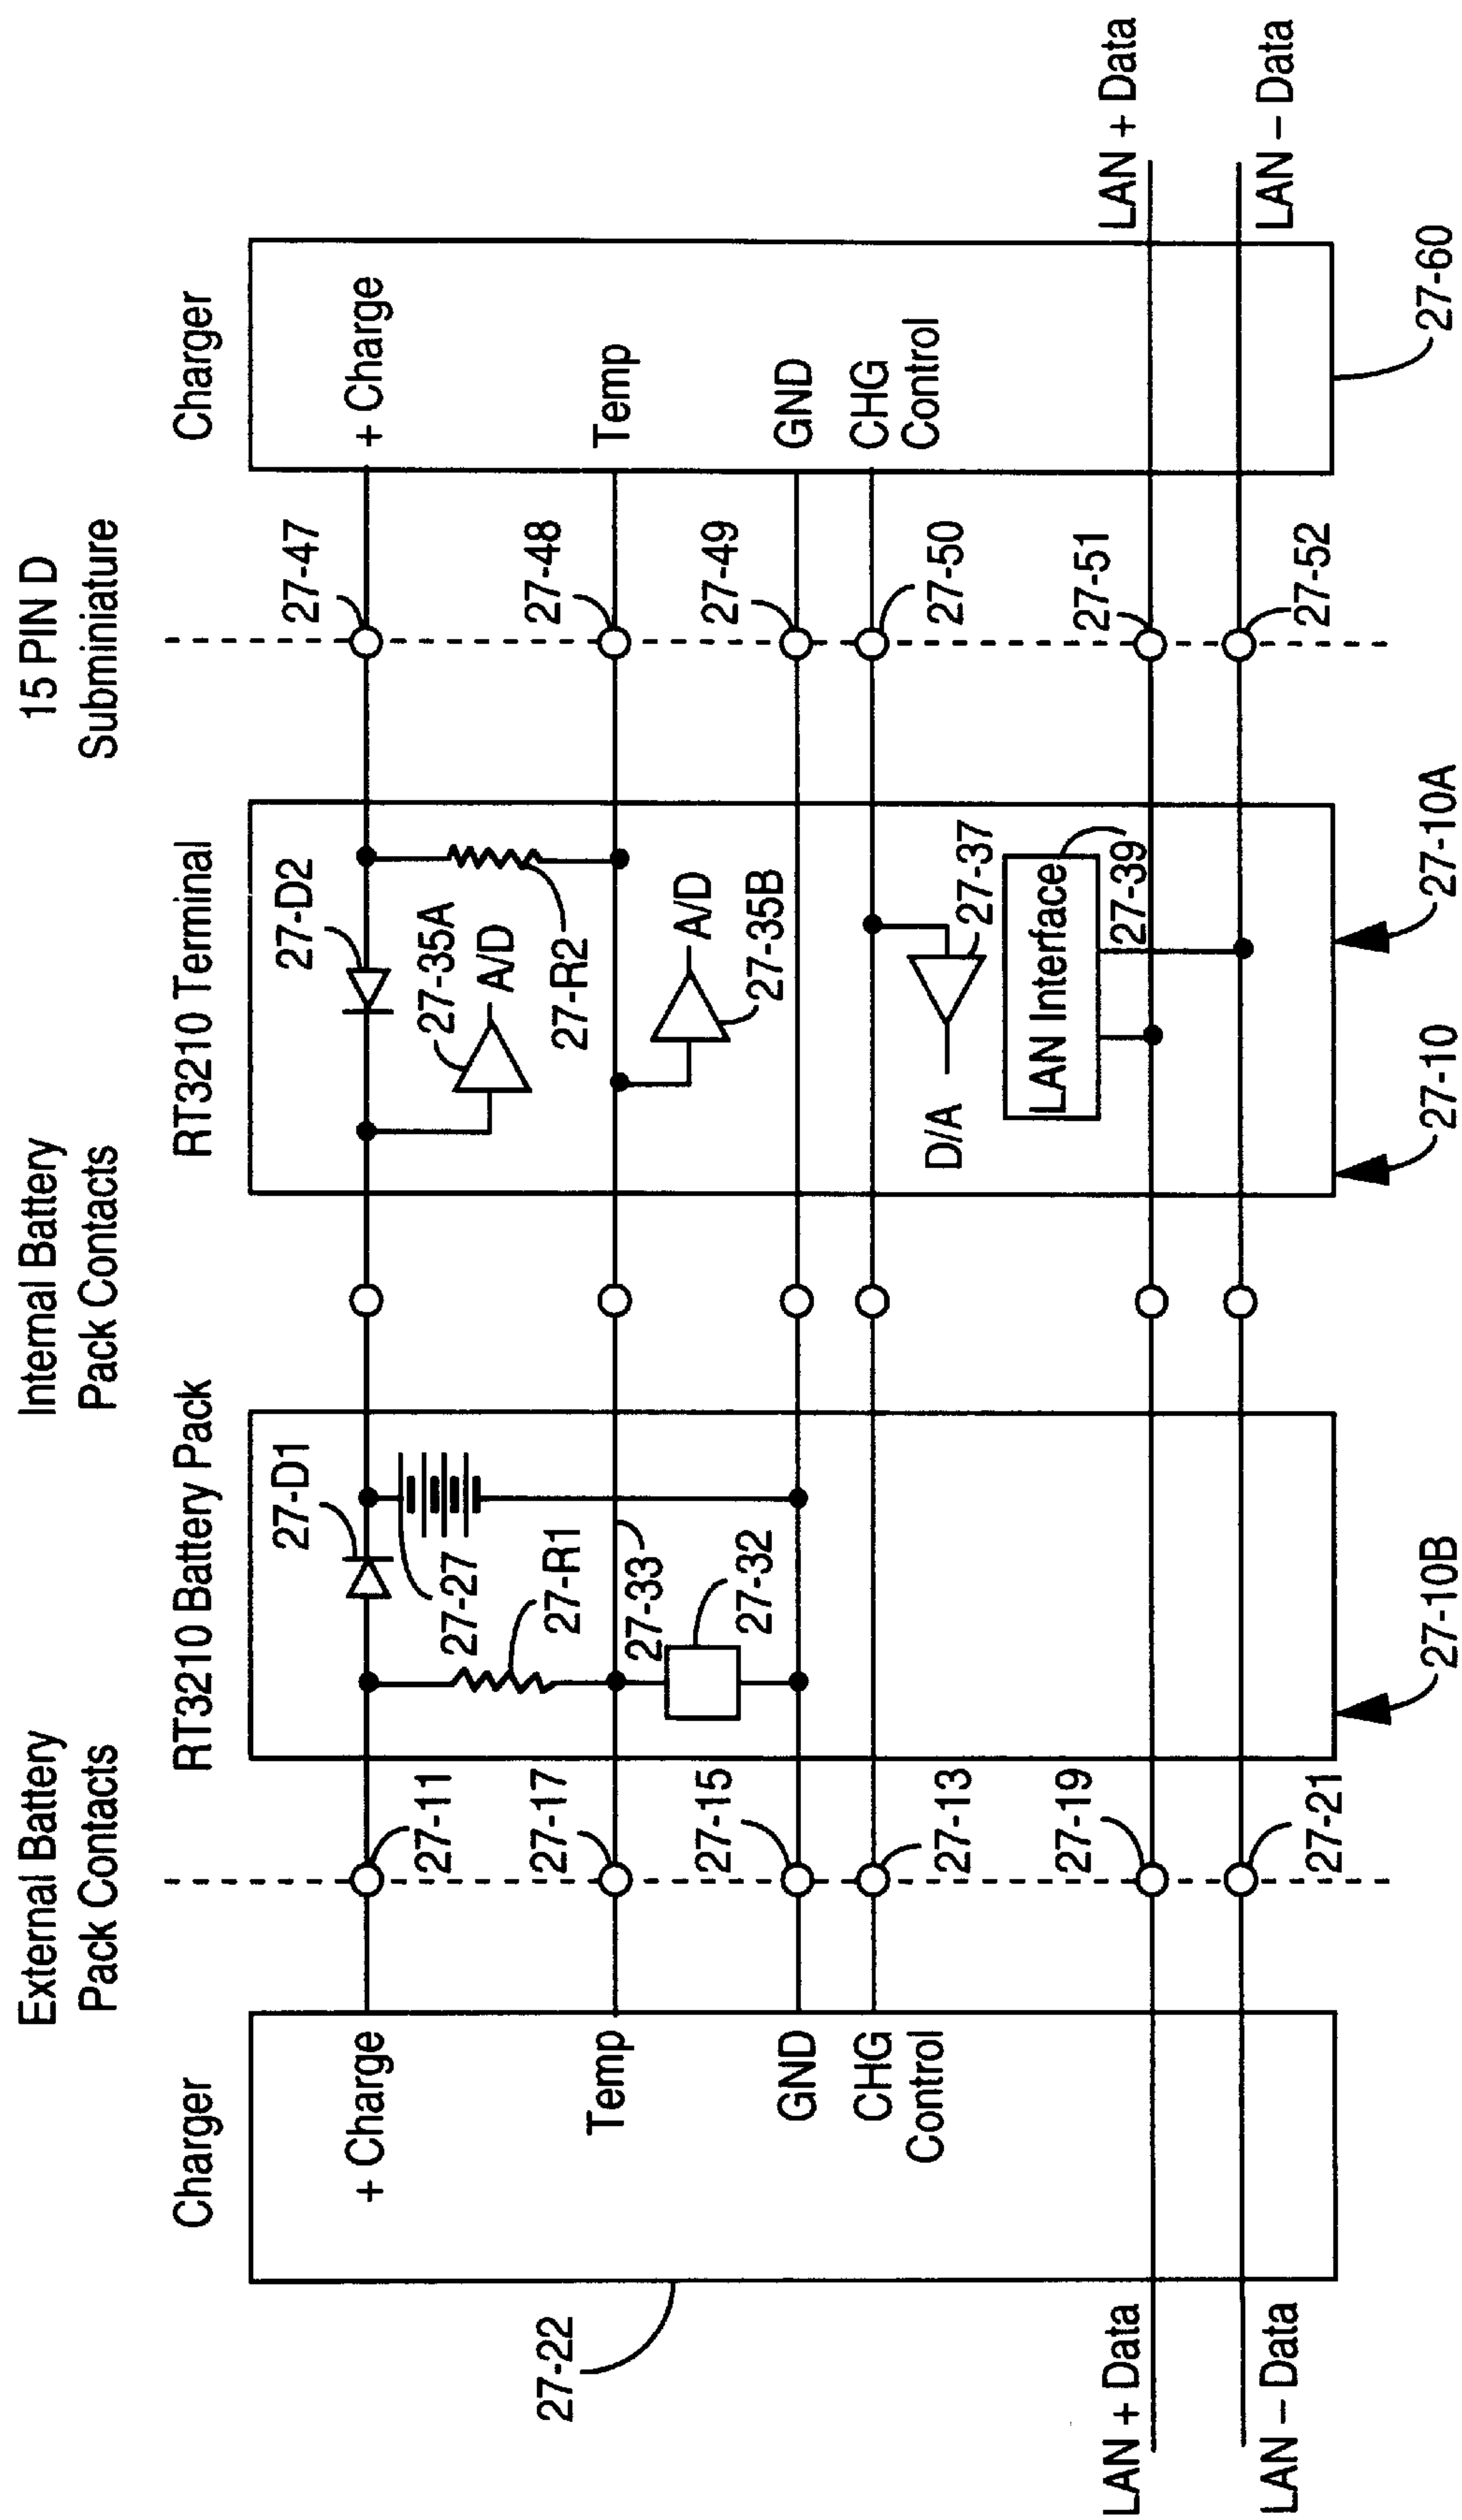 External Battery
Pack Contacts
Internal Battery
Pack Contacts
15 PIN D
Subminiature
Charger
RT3210 Battery Pack
RT3210 Terminal
Charger
27-22
+ Charge
Temp
GND
CHG
Control
LAN + Data
LAN – Data
27-11
27-17
27-15
27-13
27-19
27-21
27-D1
27-27
27-R1
27-33
27-32
27-10B
27-D2
27-35A
A/D
27-R2
A/D
27-35B
D/A
27-37
LAN Interface
27-39
27-10
27-10A
27-47
27-48
27-49
27-50
27-51
27-52
+ Charge
Temp
GND
CHG
Control
LAN + Data
LAN – Data
27-60